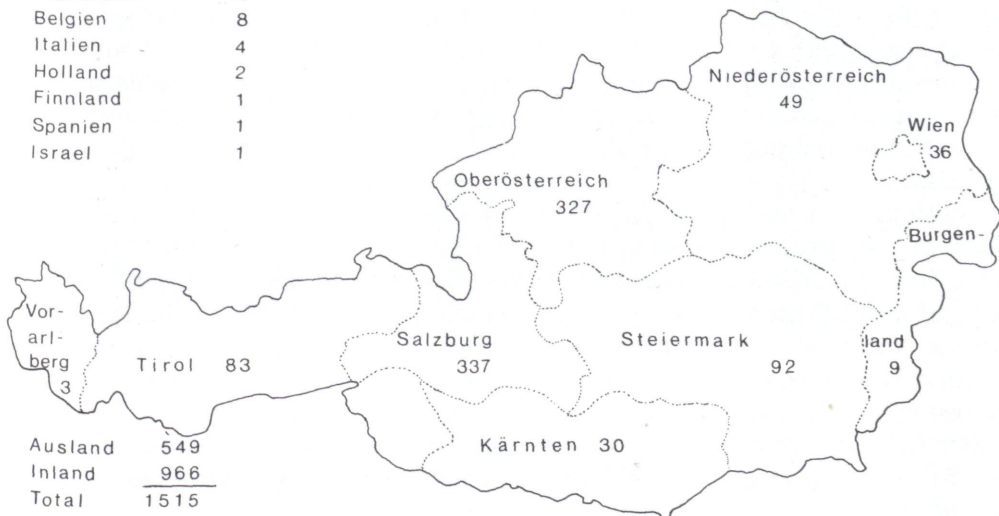 Belgien 8
Italien 4
Holland 2
Finnland 1
Spanien 1
Israel 1
Niederösterreich
49
Wien
36
Oberösterreich
327
Burgen-
land
9
Vor-
arl-
berg
3
Tirol 83
Salzburg
337
Steiermark
92
Kärnten 30
Ausland 549
Inland 966
Total 1515